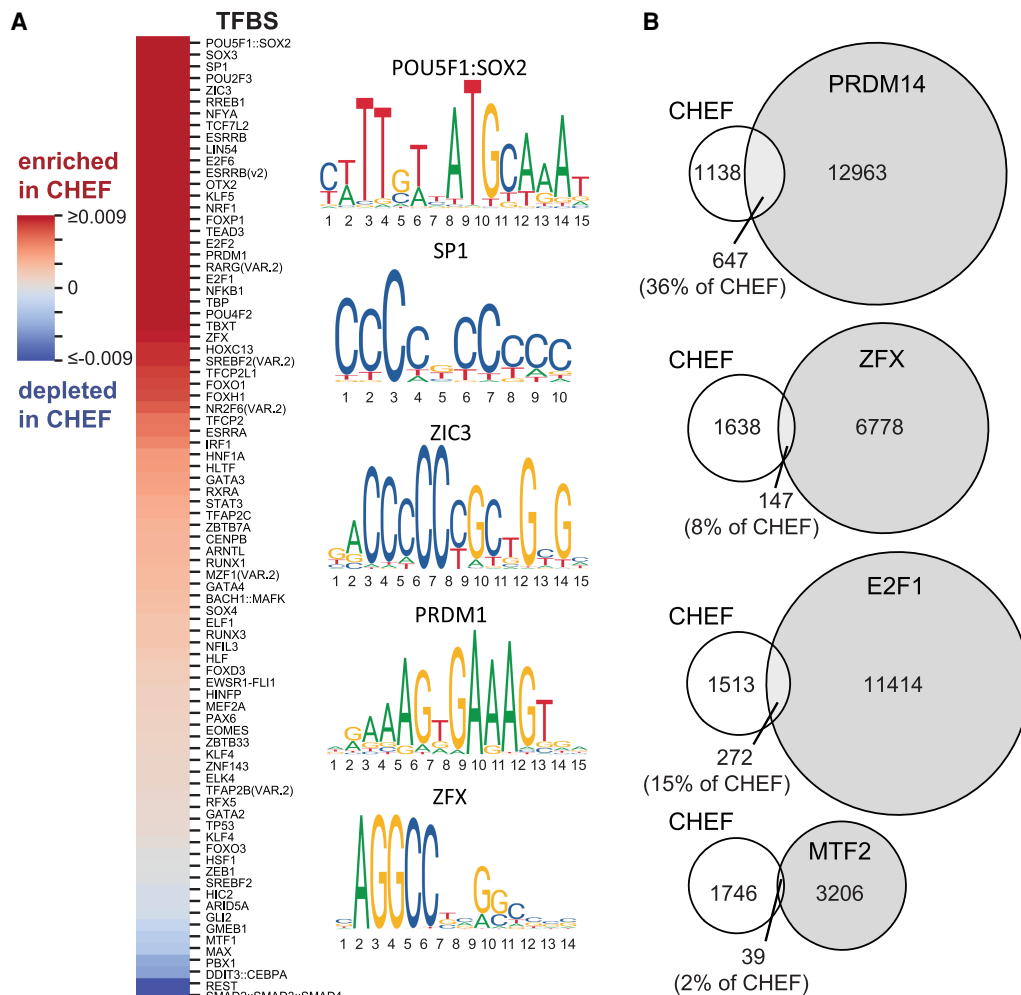 A
TFBS
enriched
in CHEF
≥0.009
0
≤-0.009
depleted
in CHEF
POU5F1::SOX2
SOX3
SP1
POU2F3
ZIC3
RREB1
NFYA
TCF7L2
ESRRB
LIN54
E2F6
ESRRB(v2)
OTX2
KLF5
NRF1
FOXP1
TEAD3
E2F2
PRDM1
RARG(VAR.2)
E2F1
NFKB1
TBP
POU4F2
TBXT
ZFX
HOXC13
SREBF2(VAR.2)
TFCP2L1
FOXO1
FOXH1
NR2F6(VAR.2)
TFCP2
ESRRA
IRF1
HNF1A
HLTF
GATA3
RXRA
STAT3
TFAP2C
ZBTB7A
CENPB
ARNTL
RUNX1
MZF1(VAR.2)
GATA4
BACH1::MAFK
SOX4
ELF1
RUNX3
NFIL3
HLF
FOXD3
EWSR1-FLI1
HINFP
MEF2A
PAX6
EOMES
ZBTB33
KLF4
ZNF143
ELK4
TFAP2B(VAR.2)
RFX5
GATA2
TP53
KLF4
FOXO3
HSF1
ZEB1
SREBF2
HIC2
ARID5A
GLI2
GMEB1
MTF1
MAX
PBX1
DDIT3::CEBPA
REST
SMAD2::SMAD3::SMAD4
POU5F1:SOX2
1 2 3 4 5 6 7 8 9 10 11 12 13 14 15
SP1
1 2 3 4 5 6 7 8 9 10
ZIC3
1 2 3 4 5 6 7 8 9 10 11 12 13 14 15
PRDM1
1 2 3 4 5 6 7 8 9 10 11 12 13 14 15
ZFX
1 2 3 4 5 6 7 8 9 10 11 12 13 14
B
PRDM14
CHEF
1138
12963
647
(36% of CHEF)
ZFX
CHEF
1638
6778
147
(8% of CHEF)
E2F1
CHEF
1513
11414
272
(15% of CHEF)
CHEF
MTF2
1746
3206
39
(2% of CHEF)